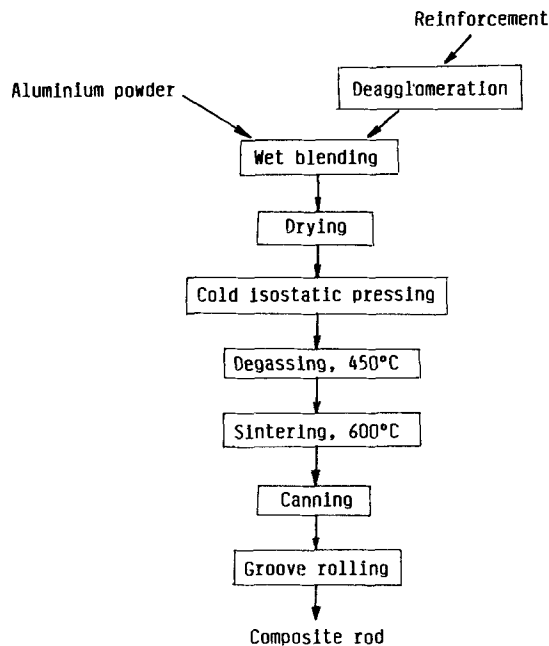 Reinforcement
Aluminium powder
Deagglomeration
Wet blending
Drying
Cold isostatic pressing
Degassing, 450°C
Sintering, 600°C
Canning
Groove rolling
Composite rod